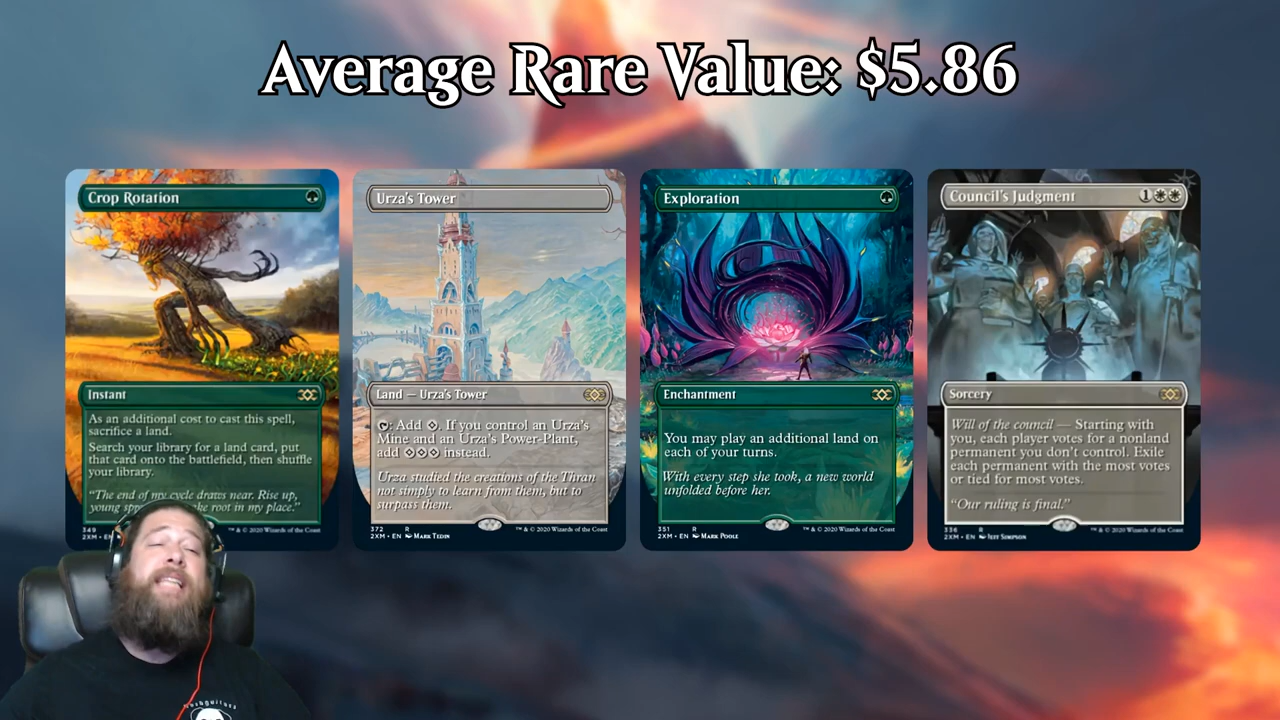 Average Rare Value: $5.86
Crop Rotation
Instant
As an additional cost to cast this spell,
sacrifice a land.
Search your library for a land card, put
that card onto the battlefield, then shuffle
your library.
"The end of my cycle draws near. Rise up,
young
take root in my place."
349
2XM • EN
™ & © 2020 Wizards of the Coast
Urza's Tower
Land — Urza's Tower
: Add . If you control an Urza's
Mine and an Urza's Power-Plant,
add instead.
Urza studied the creations of the Thran
not simply to learn from them, but to
surpass them.
372 R
2XM • EN Mark Tedin
™ & © 2020 Wizards of the Coast
Exploration
Enchantment
You may play an additional land on
each of your turns.
With every step she took, a new world
unfolded before her.
351 R
2XM • EN Mark Poole
™ & © 2020 Wizards of the Coast
Council's Judgment 1
Sorcery
Will of the council — Starting with
you, each player votes for a nonland
permanent you don't control. Exile
each permanent with the most votes
or tied for most votes.
"Our ruling is final."
336 R
2XM • EN Jeff Simpson
™ & © 2020 Wizards of the Coast